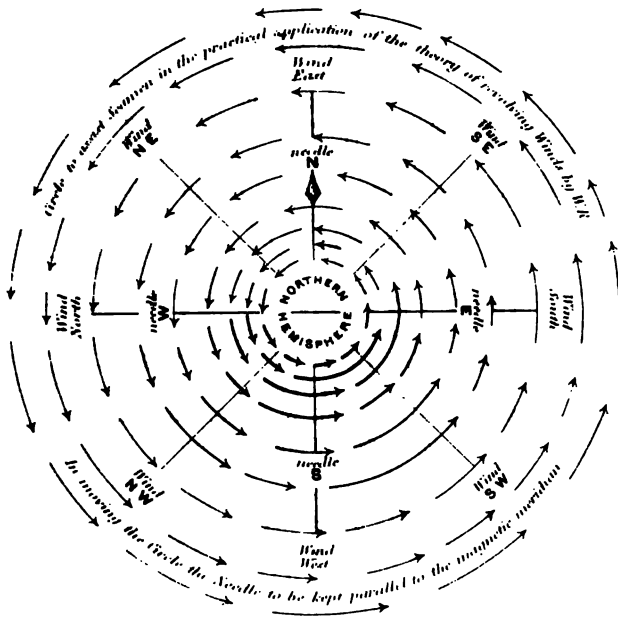 Circle to assist Seamen in the practical application of the theory of revolving Winds by W.R
Wind
East
Wind
NE
Wind
SE
needle
N
NORTHERN
HEMISPHERE
Wind
North
needle
W
E
needle
Wind
South
needle
S
Wind
NW
Wind
SW
Wind
West
In moving the Circle the Needle to be kept parallel to the magnetic meridian